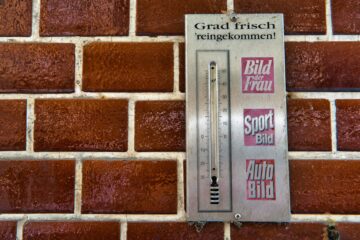 Grad frisch
'reingekommen!
Bild
der
Frau
Sport
Bild
Auto
Bild